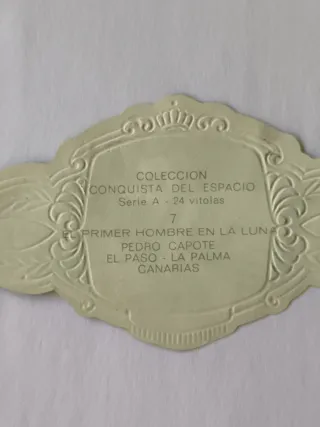 COLECCION
CONQUISTA DEL ESPACIO
Serie A - 24 vitolas
7
EL PRIMER HOMBRE EN LA LUNA
PEDRO CAPOTE
EL PASO - LA PALMA
CANARIAS